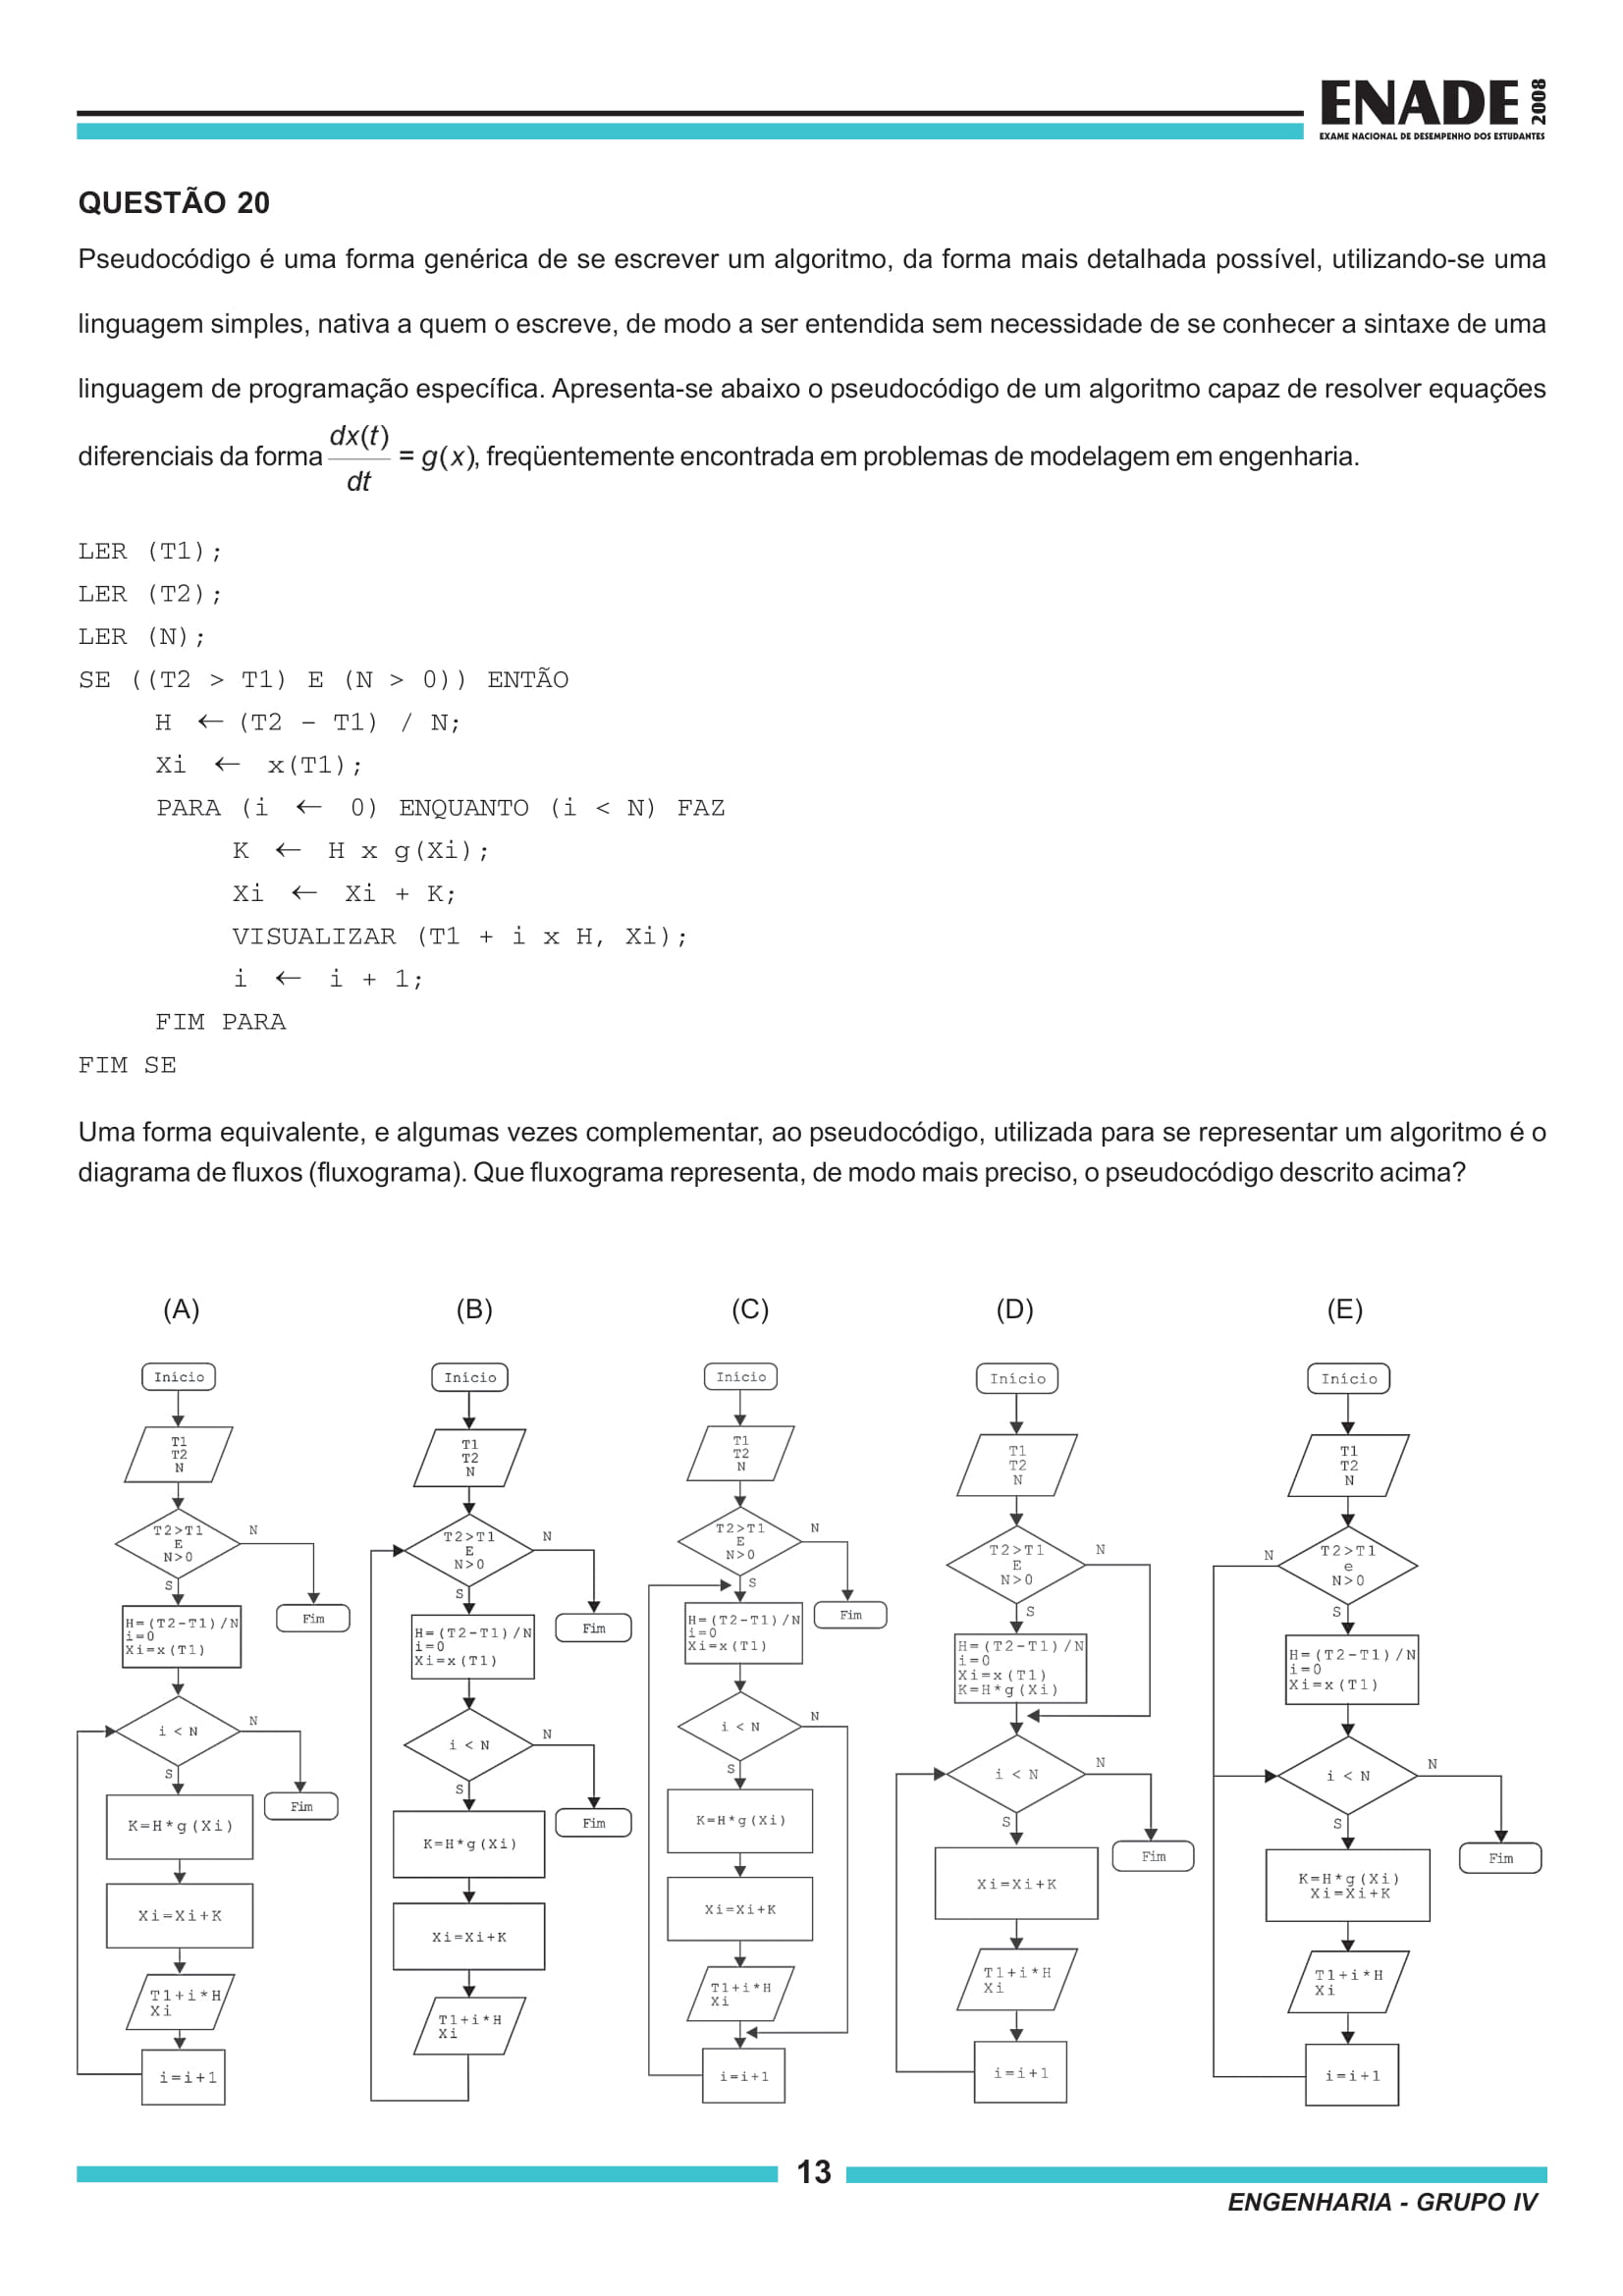 ENADE 2008
EXAME NACIONAL DE DESEMPENHO DOS ESTUDANTES
QUESTÃO 20
Pseudocódigo é uma forma genérica de se escrever um algoritmo, da forma mais detalhada possível, utilizando-se uma
linguagem simples, nativa a quem o escreve, de modo a ser entendida sem necessidade de se conhecer a sintaxe de uma
linguagem de programação específica. Apresenta-se abaixo o pseudocódigo de um algoritmo capaz de resolver equações
diferenciais da forma dx(t)/dt = g(x), freqüentemente encontrada em problemas de modelagem em engenharia.
LER (T1);
LER (T2);
LER (N);
SE ((T2 > T1) E (N > 0)) ENTÃO
H ← (T2 – T1) / N;
Xi ← x(T1);
PARA (i ← 0) ENQUANTO (i < N) FAZ
K ← H x g(Xi);
Xi ← Xi + K;
VISUALIZAR (T1 + i x H, Xi);
i ← i + 1;
FIM PARA
FIM SE
Uma forma equivalente, e algumas vezes complementar, ao pseudocódigo, utilizada para se representar um algoritmo é o
diagrama de fluxos (fluxograma). Que fluxograma representa, de modo mais preciso, o pseudocódigo descrito acima?
(A)
Início
T1
T2
N
T2>T1
E
N>0
N
S
H=(T2-T1)/N
i=0
Xi=x(T1)
Fim
i < N
N
S
Fim
K=H*g(Xi)
Xi=Xi+K
T1+i*H
Xi
i=i+1
(B)
Início
T1
T2
N
T2>T1
E
N>0
N
S
H=(T2-T1)/N
i=0
Xi=x(T1)
Fim
i < N
N
S
Fim
K=H*g(Xi)
Xi=Xi+K
T1+i*H
Xi
(C)
Início
T1
T2
N
T2>T1
E
N>0
N
S
H=(T2-T1)/N
i=0
Xi=x(T1)
Fim
i < N
N
S
K=H*g(Xi)
Xi=Xi+K
T1+i*H
Xi
i=i+1
(D)
Início
T1
T2
N
T2>T1
E
N>0
N
S
H=(T2-T1)/N
i=0
Xi=x(T1)
K=H*g(Xi)
i < N
N
S
Fim
Xi=Xi+K
T1+i*H
Xi
i=i+1
(E)
Início
T1
T2
N
T2>T1
e
N>0
N
S
H=(T2-T1)/N
i=0
Xi=x(T1)
i < N
N
S
Fim
K=H*g(Xi)
Xi=Xi+K
T1+i*H
Xi
i=i+1
13
ENGENHARIA - GRUPO IV